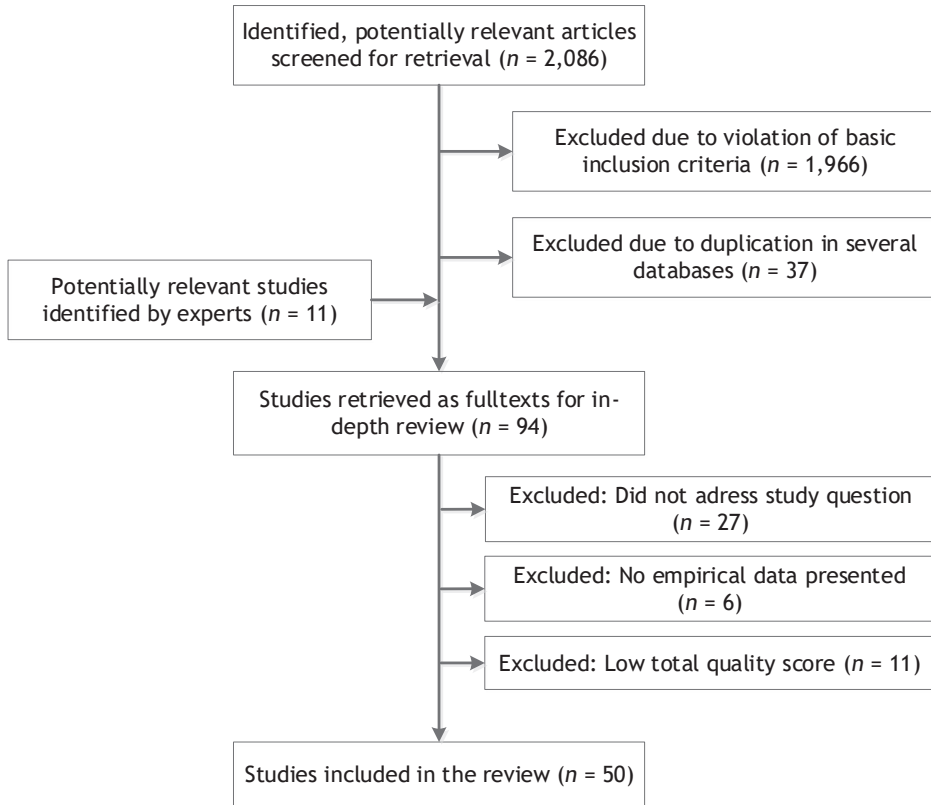 Identified, potentially relevant articles
screened for retrieval (n = 2,086)
Excluded due to violation of basic
inclusion criteria (n = 1,966)
Excluded due to duplication in several
databases (n = 37)
Potentially relevant studies
identified by experts (n = 11)
Studies retrieved as fulltexts for in-
depth review (n = 94)
Excluded: Did not adress study question
(n = 27)
Excluded: No empirical data presented
(n = 6)
Excluded: Low total quality score (n = 11)
Studies included in the review (n = 50)